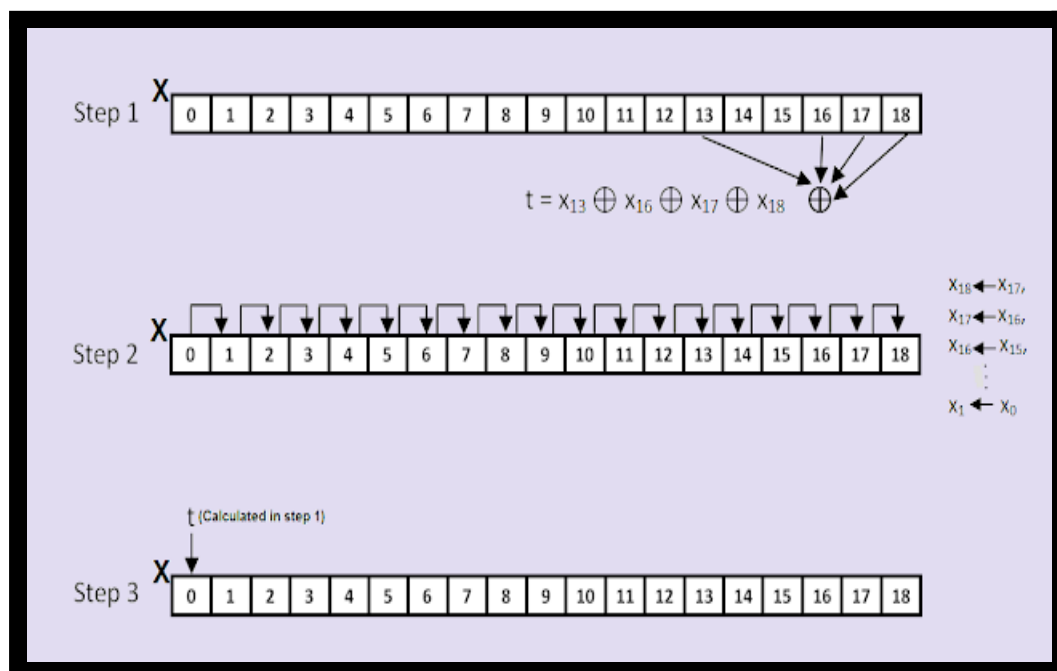 X
Step 1 0 1 2 3 4 5 6 7 8 9 10 11 12 13 14 15 16 17 18
t = x₁₃ ⊕ x₁₆ ⊕ x₁₇ ⊕ x₁₈ ⊕
X
Step 2 0 1 2 3 4 5 6 7 8 9 10 11 12 13 14 15 16 17 18
x₁₈ ← x₁₇,
x₁₇ ← x₁₆,
x₁₆ ← x₁₅,
⋮
x₁ ← x₀
t (Calculated in step 1)
X
Step 3 0 1 2 3 4 5 6 7 8 9 10 11 12 13 14 15 16 17 18